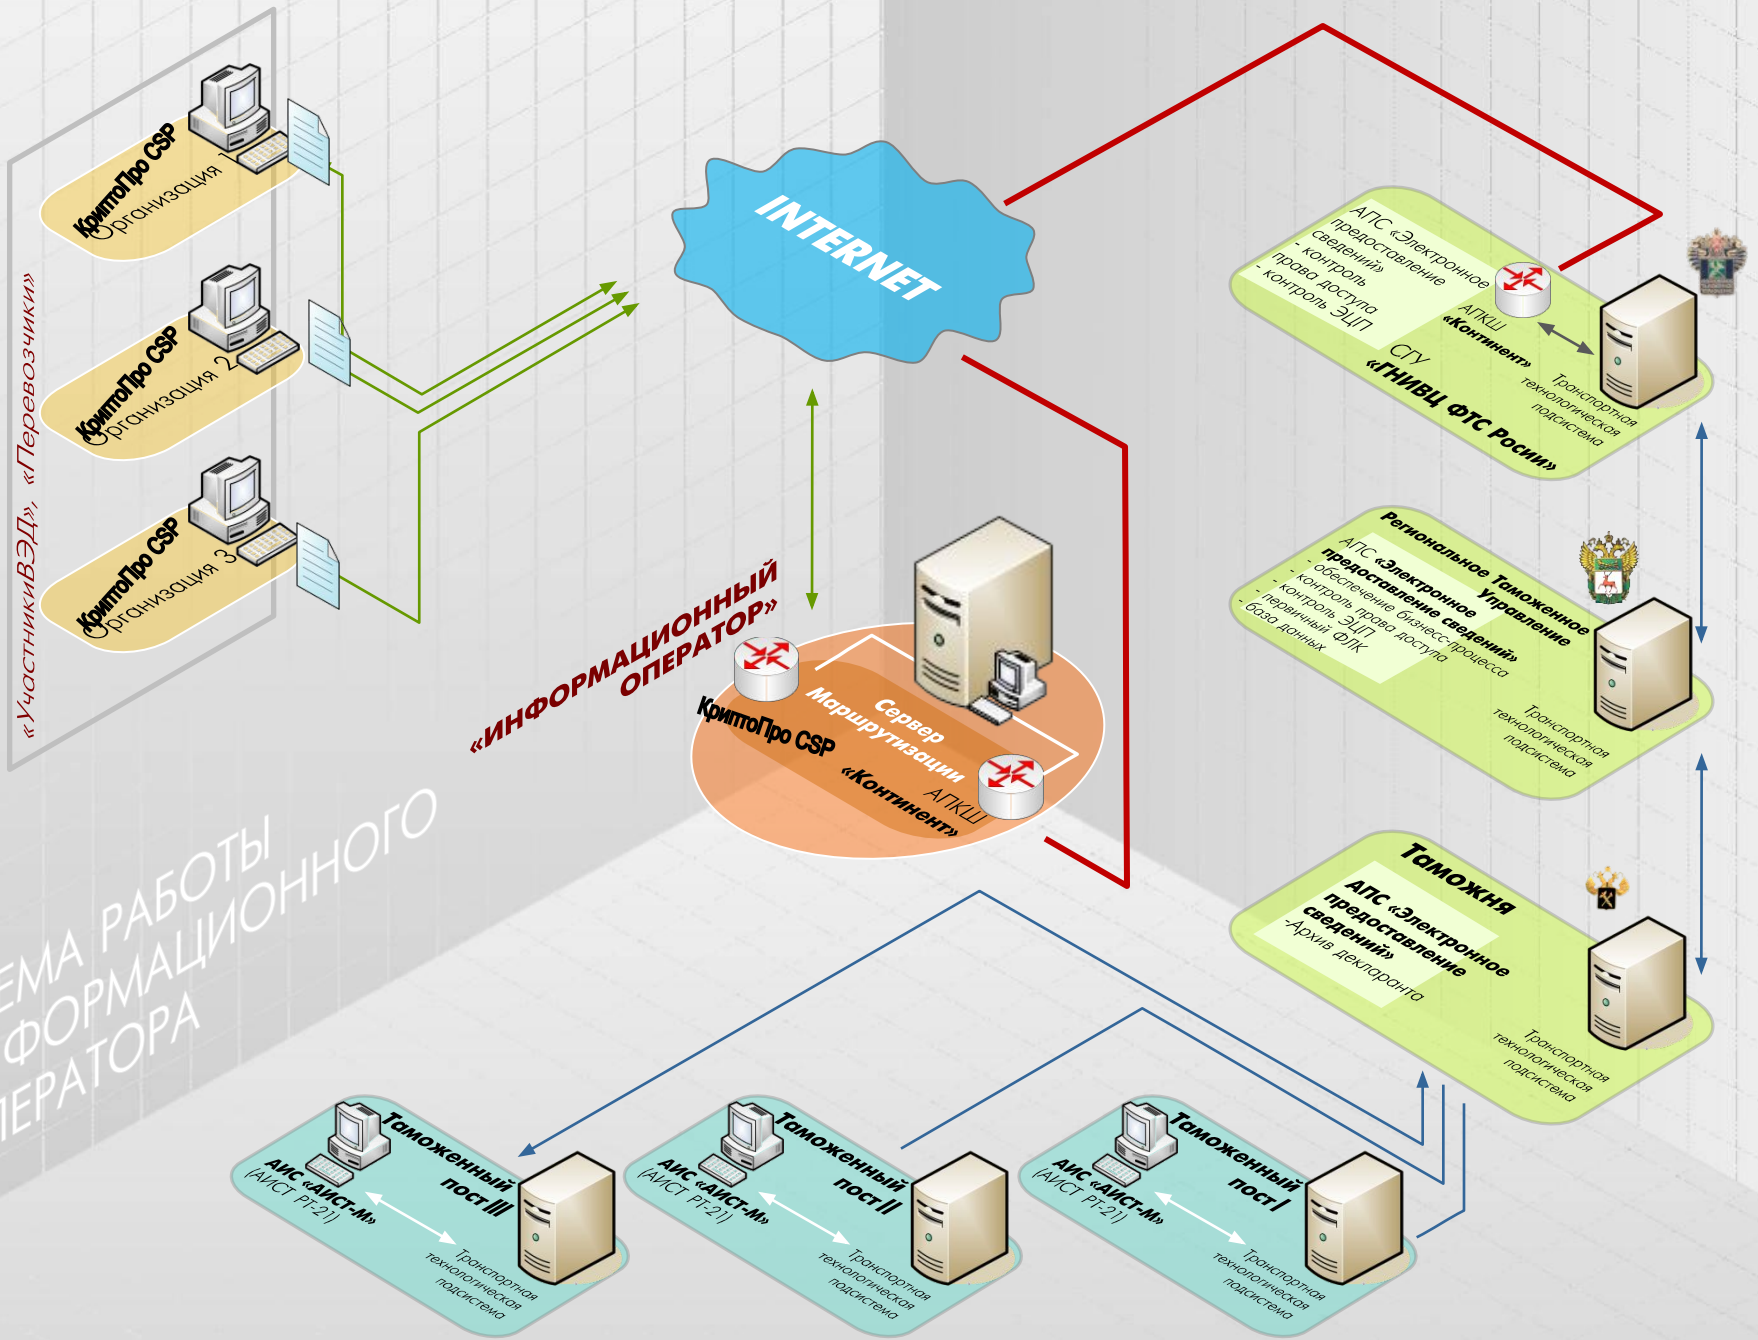 «УчастникиВЭД», «Перевозчики»
КриптоПро CSP
Организация 1
КриптоПро CSP
Организация 2
КриптоПро CSP
Организация 3
INTERNET
«ИНФОРМАЦИОННЫЙ
ОПЕРАТОР»
КриптоПро CSP
Сервер
Маршрутизации
АПКШ
«Континент»
АПС «Электронное
предоставление
сведений»
- контроль
права доступа
- контроль ЭЦП
АПКШ
«Континент»
СГУ
«ГНИВЦ ФТС Росии»
Транспортная
технологическая
подсистема
Региональное Таможенное
Управление
АПС «Электронное
предоставление сведений»
- обеспечение бизнес-процесса
- контроль права доступа
- контроль ЭЦП
- первичный ФЛК
- база данных
Транспортная
технологическая
подсистема
Таможня
АПС «Электронное
предоставление
сведений»
-Архив декларанта
Транспортная
технологическая
подсистема
ЕМА РАБОТЫ
ФОРМАЦИОННОГО
ПЕРАТОРА
Таможенный
пост III
АИС «АИСТ-М»
(АИСТ РТ-21)
Транспортная
технологическая
подсистема
Таможенный
пост II
АИС «АИСТ-М»
(АИСТ РТ-21)
Транспортная
технологическая
подсистема
Таможенный
пост I
АИС «АИСТ-М»
(АИСТ РТ-21)
Транспортная
технологическая
подсистема